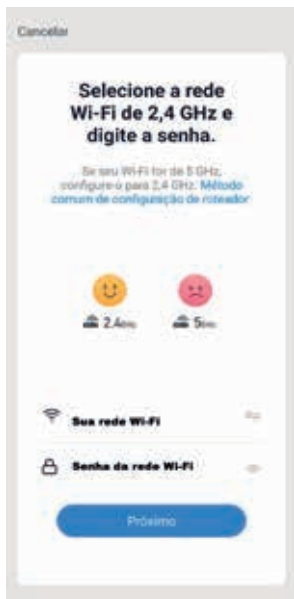 Cancelar
Selecione a rede
Wi-Fi de 2,4 GHz e
digite a senha.
Se seu Wi-Fi for de 5 GHz,
configure-o para 2,4 GHz. Método
comum de configuração de roteador
2.4GHz
5GHz
Sua rede Wi-Fi
Senha da rede Wi-Fi
Próximo